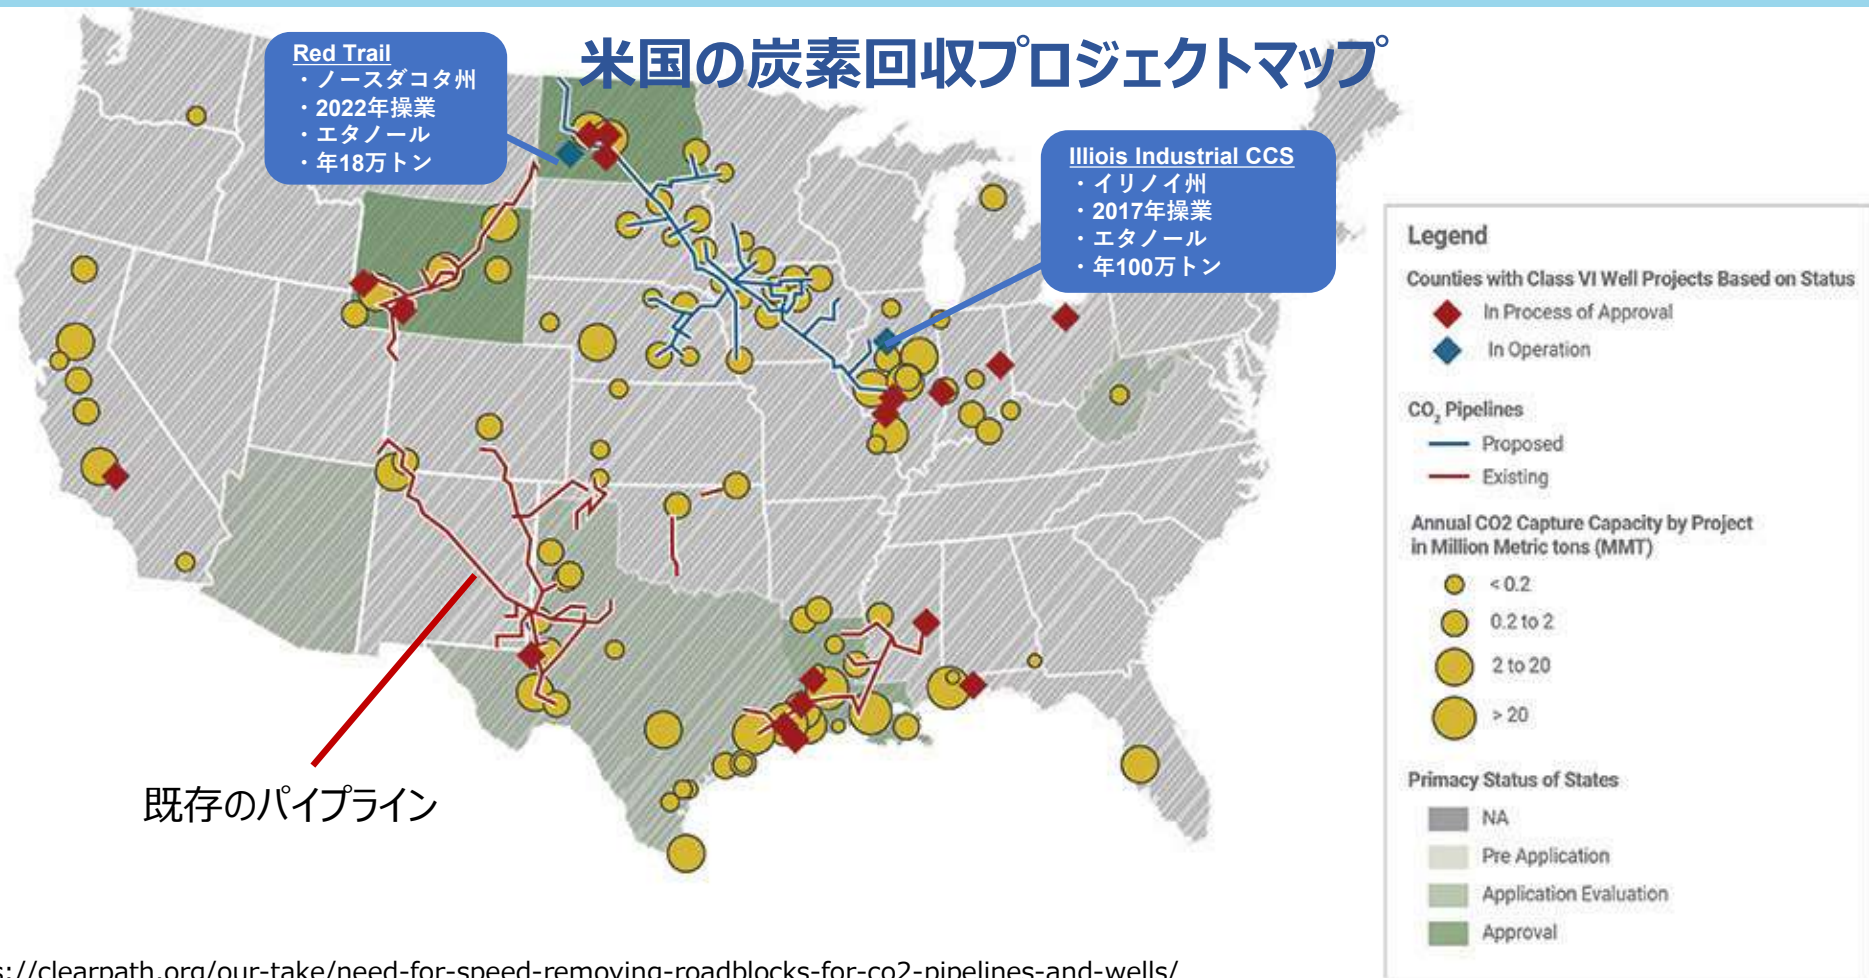 米国の炭素回収プロジェクトマップ
Red Trail
・ノースダコタ州
・2022年操業
・エタノール
・年18万トン
Illiois Industrial CCS
・イリノイ州
・2017年操業
・エタノール
・年100万トン
既存のパイプライン
Legend
Counties with Class VI Well Projects Based on Status
In Process of Approval
In Operation
CO₂ Pipelines
Proposed
Existing
Annual CO2 Capture Capacity by Project
in Million Metric tons (MMT)
< 0.2
0.2 to 2
2 to 20
> 20
Primacy Status of States
NA
Pre Application
Application Evaluation
Approval
s://clearpath.org/our-take/need-for-speed-removing-roadblocks-for-co2-pipelines-and-wells/